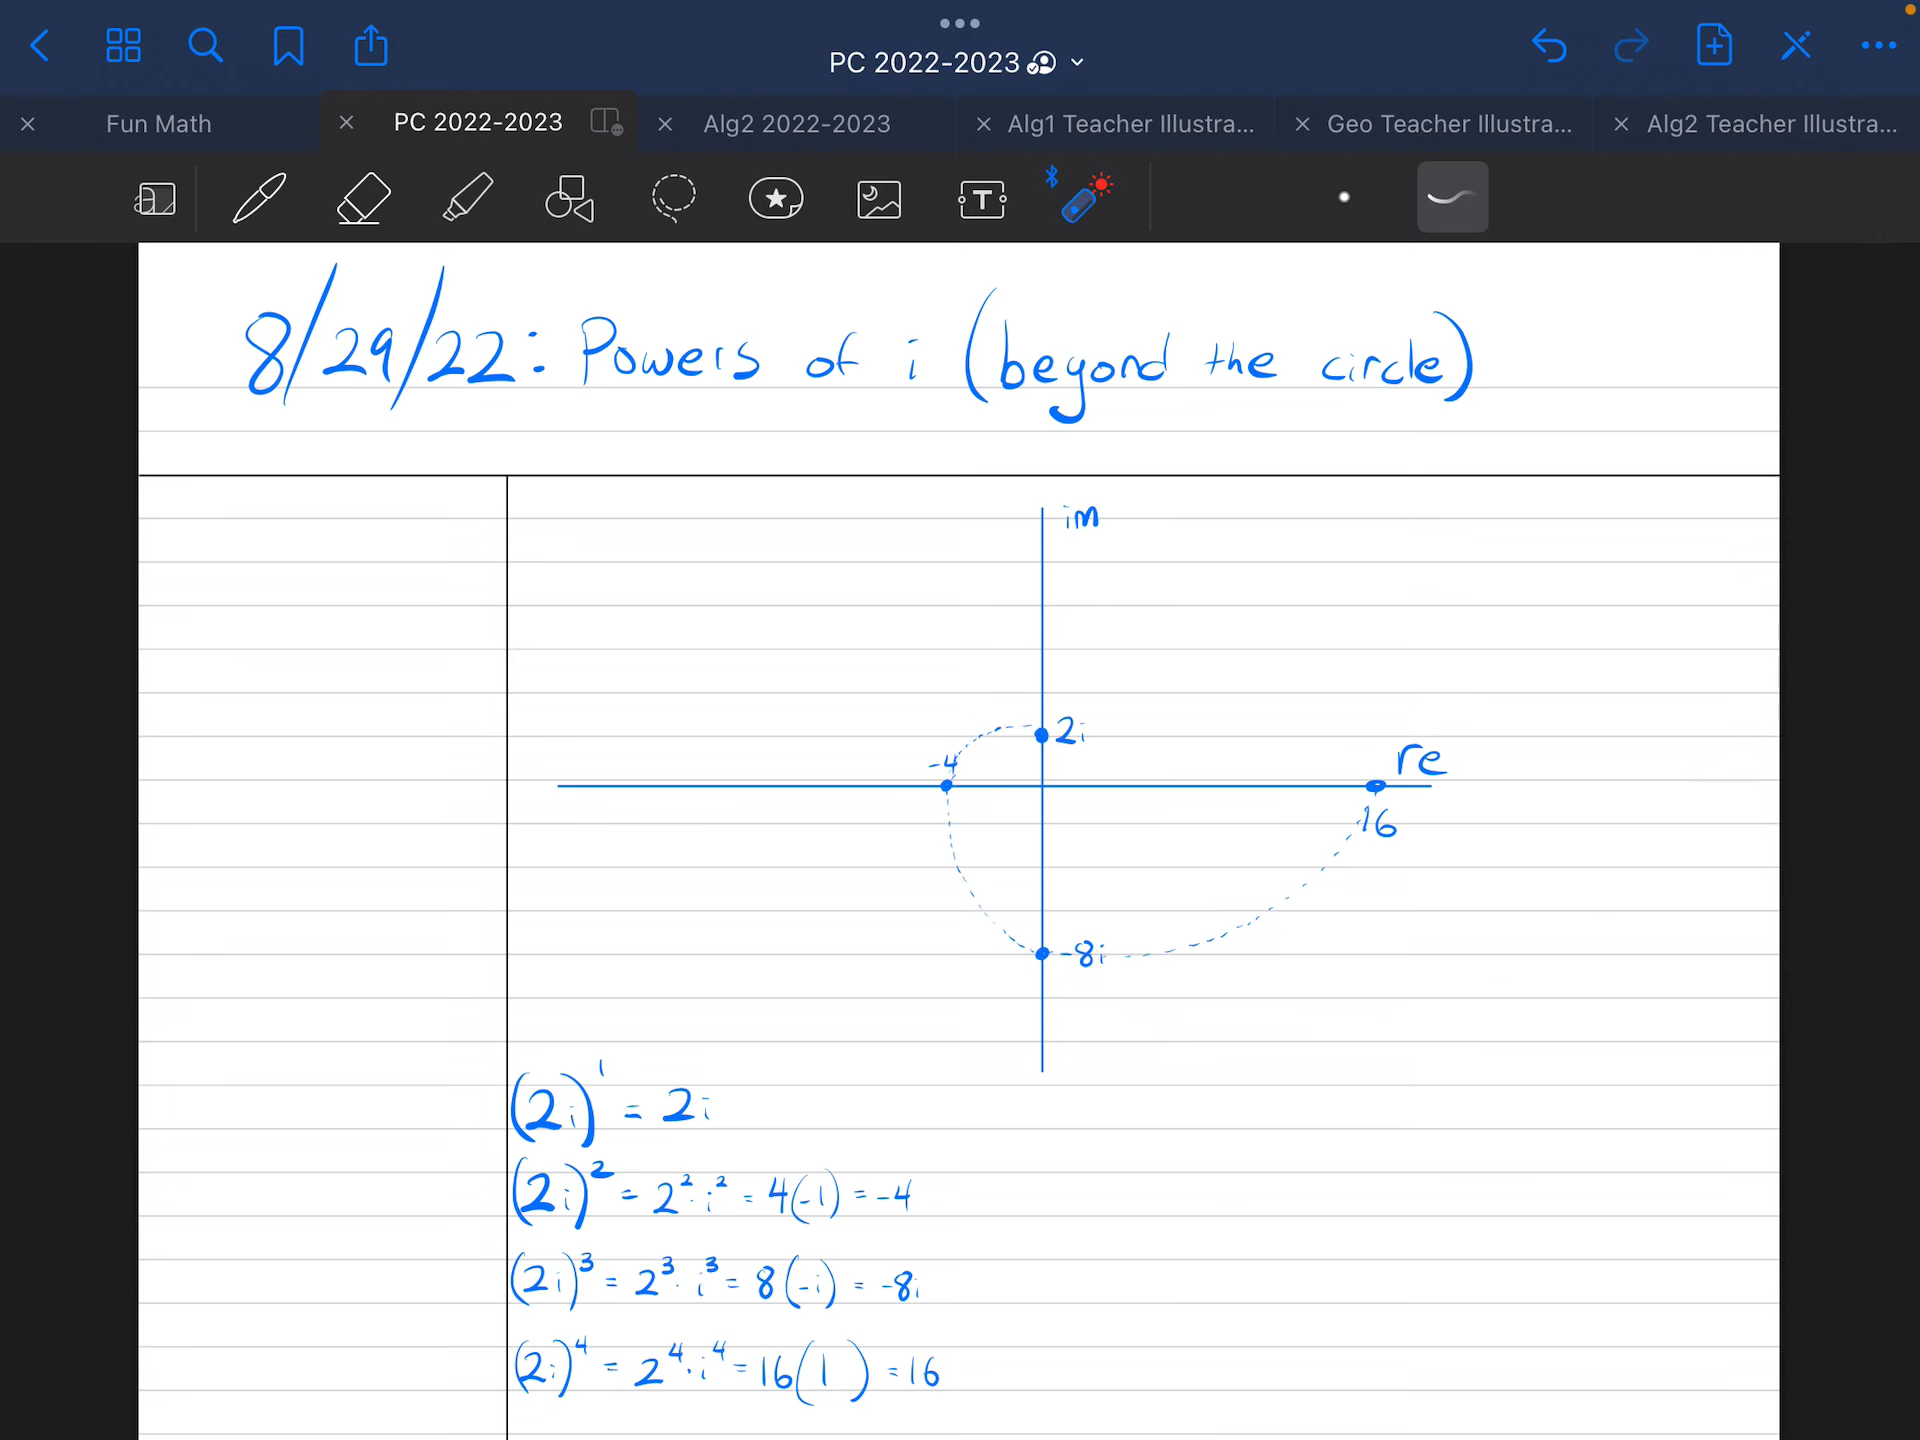 PC 2022-2023
Fun Math
PC 2022-2023
Alg2 2022-2023
Alg1 Teacher Illustra...
Geo Teacher Illustra...
Alg2 Teacher Illustra...
8/29/22: Powers of i (beyond the circle)
im
2i
-4
re
16
-8i
(2i)¹ = 2i
(2i)² = 2² · i² = 4(-1) = -4
(2i)³ = 2³ · i³ = 8(-i) = -8i
(2i)⁴ = 2⁴ · i⁴ = 16(1) = 16